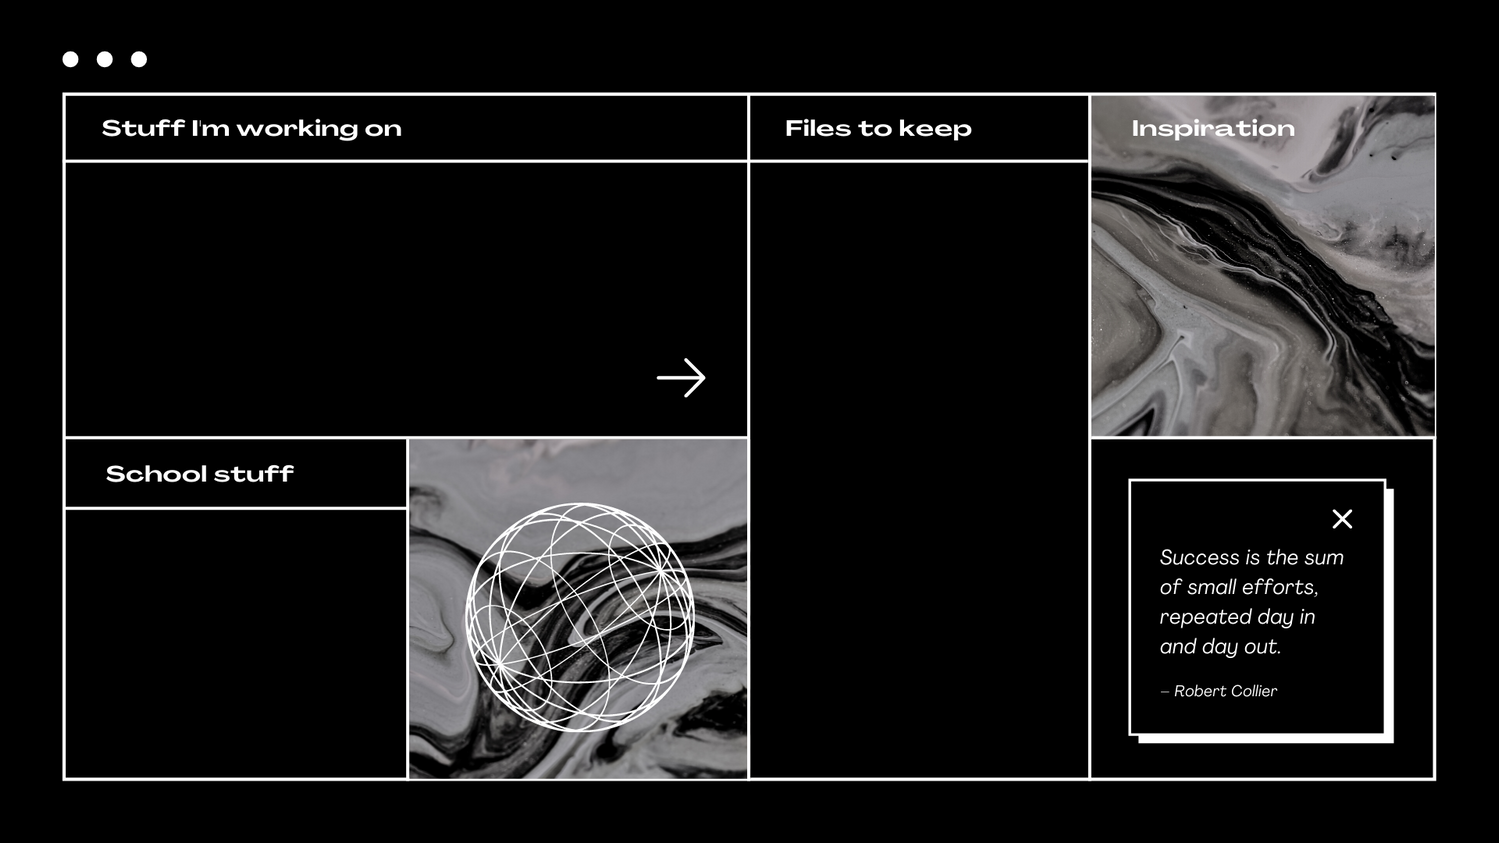 Stuff I'm working on
Files to keep
Inspiration
School stuff
Success is the sum
of small efforts,
repeated day in
and day out.
– Robert Collier